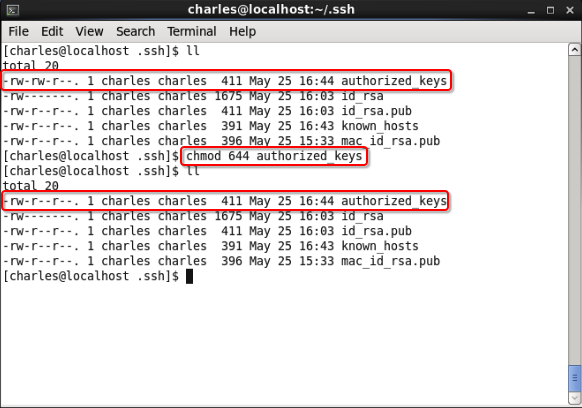 charles@localhost:~/.ssh
File Edit View Search Terminal Help
[charles@localhost .ssh]$ ll
total 20
-rw-rw-r--. 1 charles charles  411 May 25 16:44 authorized_keys
-rw-------. 1 charles charles 1675 May 25 16:03 id_rsa
-rw-r--r--. 1 charles charles  411 May 25 16:03 id_rsa.pub
-rw-r--r--. 1 charles charles  391 May 25 16:43 known_hosts
-rw-r--r--. 1 charles charles  396 May 25 15:33 mac_id_rsa.pub
[charles@localhost .ssh]$ chmod 644 authorized_keys
[charles@localhost .ssh]$ ll
total 20
-rw-r--r--. 1 charles charles  411 May 25 16:44 authorized_keys
-rw-------. 1 charles charles 1675 May 25 16:03 id_rsa
-rw-r--r--. 1 charles charles  411 May 25 16:03 id_rsa.pub
-rw-r--r--. 1 charles charles  391 May 25 16:43 known_hosts
-rw-r--r--. 1 charles charles  396 May 25 15:33 mac_id_rsa.pub
[charles@localhost .ssh]$